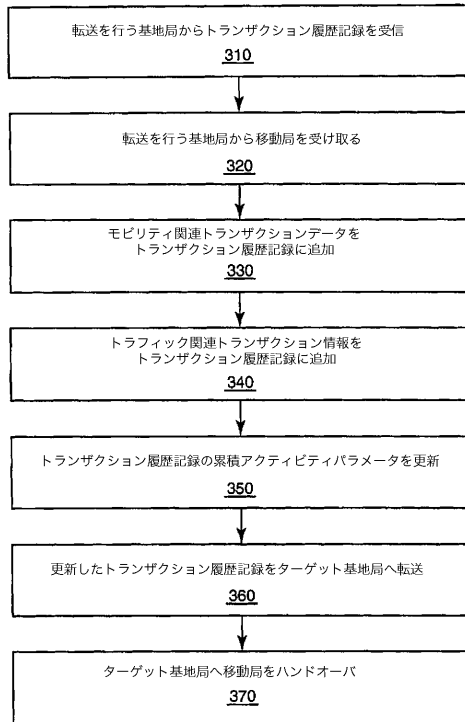 転送を行う基地局からトランザクション履歴記録を受信
310
転送を行う基地局から移動局を受け取る
320
モビリティ関連トランザクションデータを
トランザクション履歴記録に追加
330
トラフィック関連トランザクション情報を
トランザクション履歴記録に追加
340
トランザクション履歴記録の累積アクティビティパラメータを更新
350
更新したトランザクション履歴記録をターゲット基地局へ転送
360
ターゲット基地局へ移動局をハンドオーバ
370